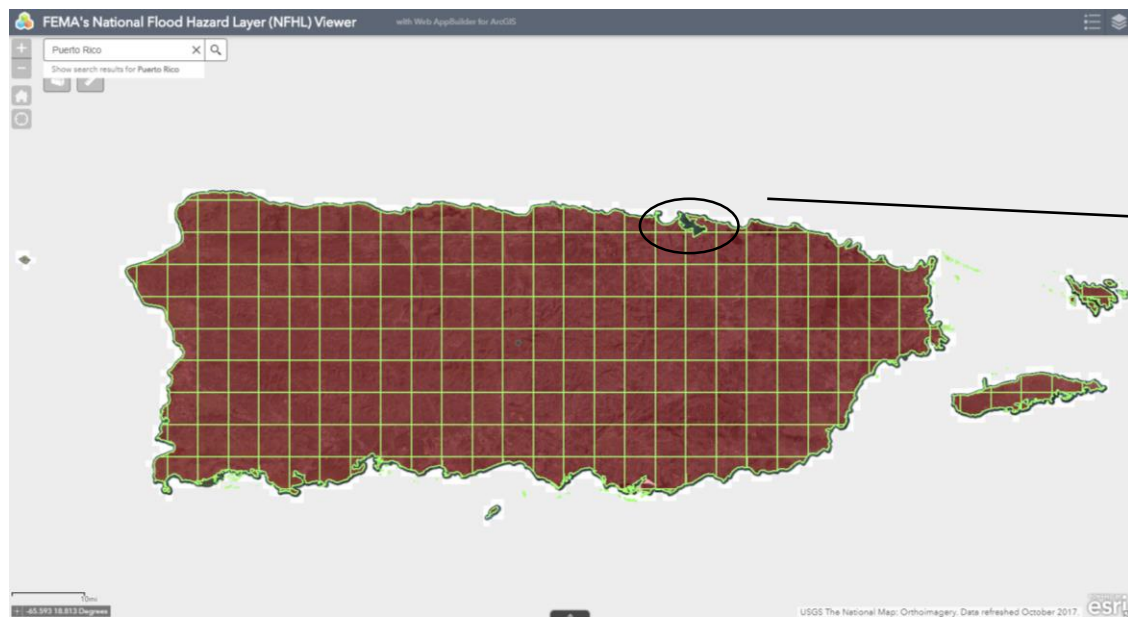 FEMA's National Flood Hazard Layer (NFHL) Viewer
with Web AppBuilder for ArcGIS
Puerto Rico
Show search results for Puerto Rico
10mi
-65.593 18.813 Degrees
USGS The National Map: Orthoimagery. Data refreshed October 2017.
esri